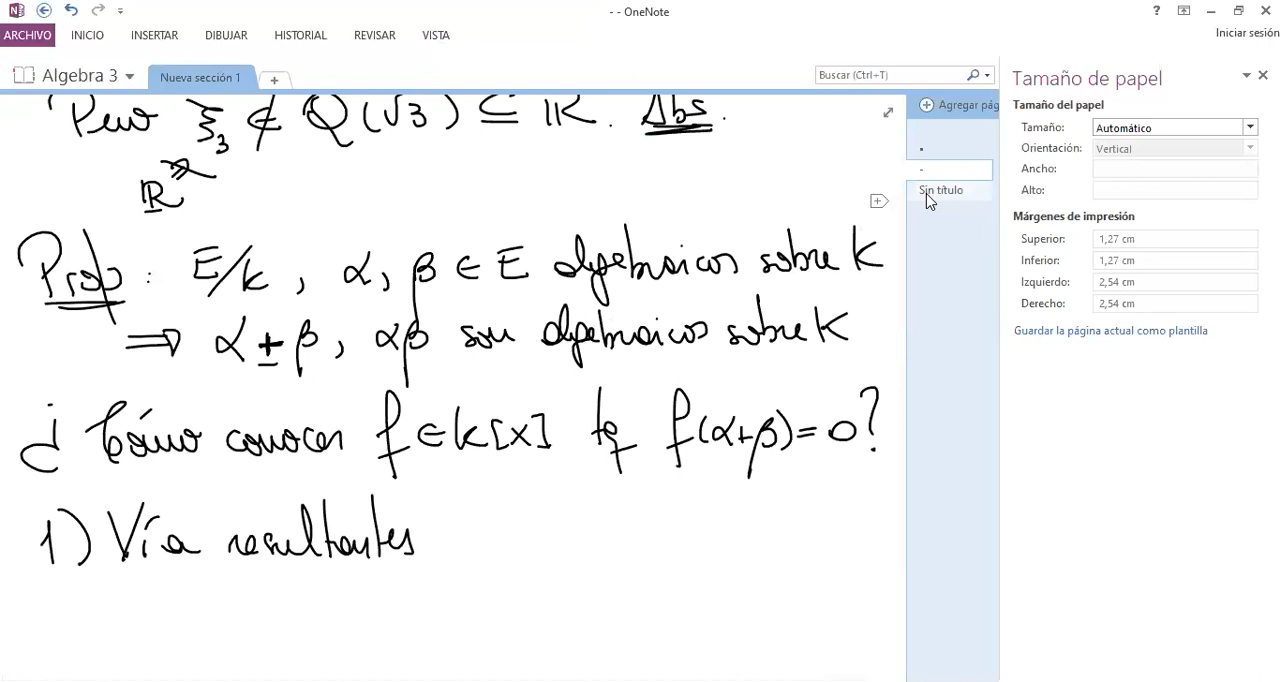 - - OneNote
?
ARCHIVO INICIO INSERTAR DIBUJAR HISTORIAL REVISAR VISTA
Iniciar sesión
Algebra 3
Nueva sección 1
+
Buscar (Ctrl+T)
Agregar pág
.
-
Sin título
Pero ξ₃ ∉ Q(√3) ⊆ ℝ. Abs.
ℝ
Prop: E/k, α, β ∈ E algebraicos sobre k
⟹ α ± β, αβ son algebraicos sobre k
¿Cómo conocer f ∈ k[x] tq f(α+β)=0?
1) Vía resultantes
Tamaño de papel
Tamaño del papel
Tamaño: Automático
Orientación: Vertical
Ancho:
Alto:
Márgenes de impresión
Superior: 1,27 cm
Inferior: 1,27 cm
Izquierdo: 2,54 cm
Derecho: 2,54 cm
Guardar la página actual como plantilla